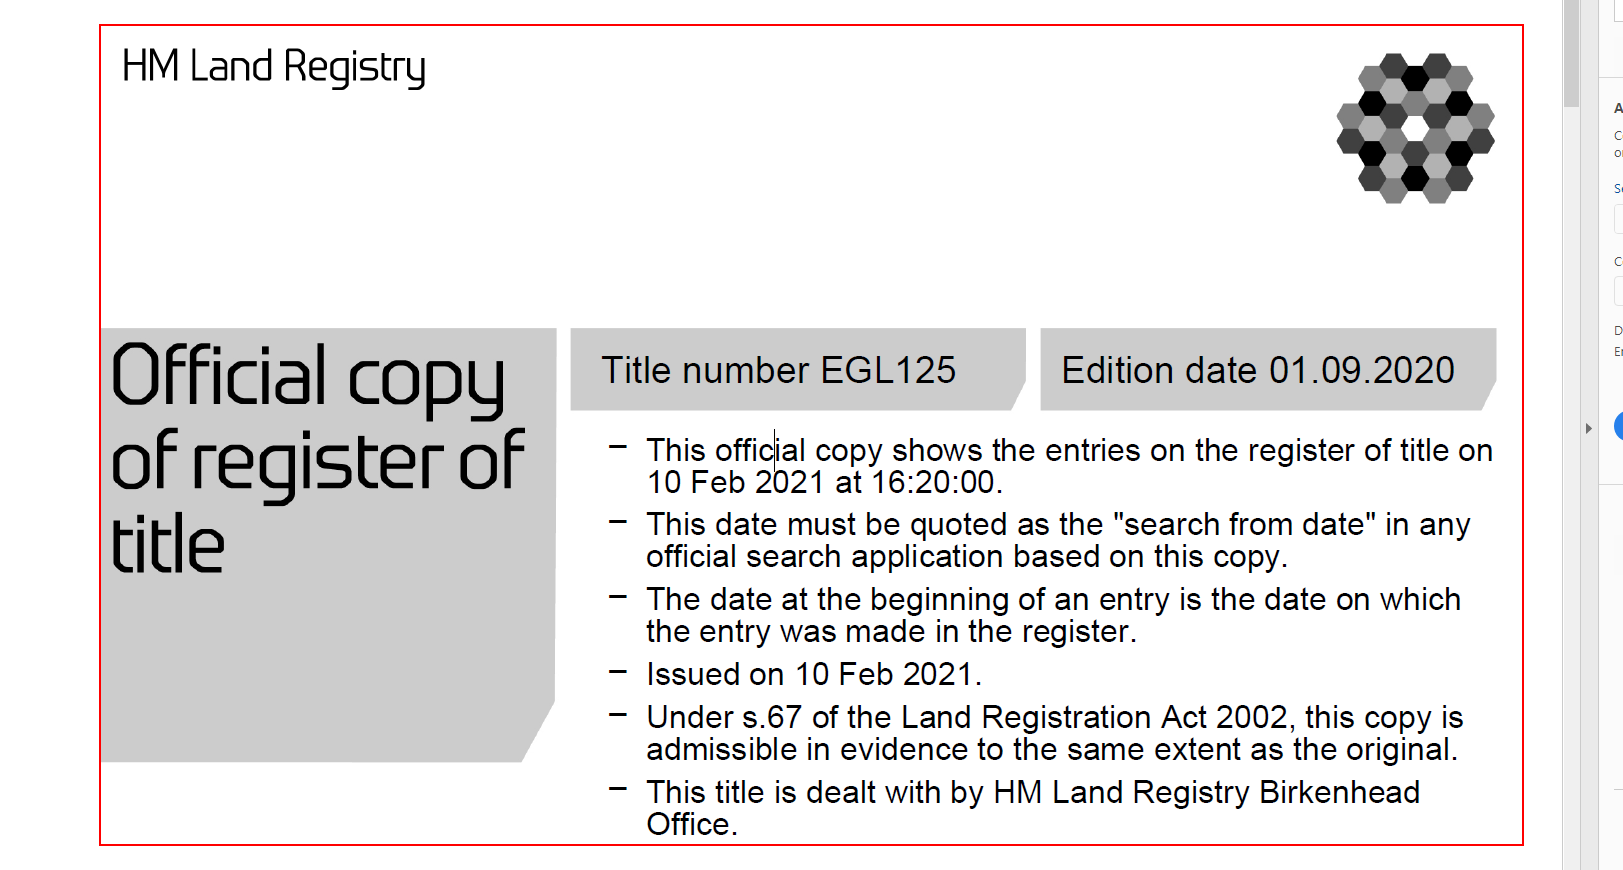 HM Land Registry
Official copy
of register of
title
Title number EGL125
Edition date 01.09.2020
– This official copy shows the entries on the register of title on
10 Feb 2021 at 16:20:00.
– This date must be quoted as the "search from date" in any
official search application based on this copy.
– The date at the beginning of an entry is the date on which
the entry was made in the register.
– Issued on 10 Feb 2021.
– Under s.67 of the Land Registration Act 2002, this copy is
admissible in evidence to the same extent as the original.
– This title is dealt with by HM Land Registry Birkenhead
Office.